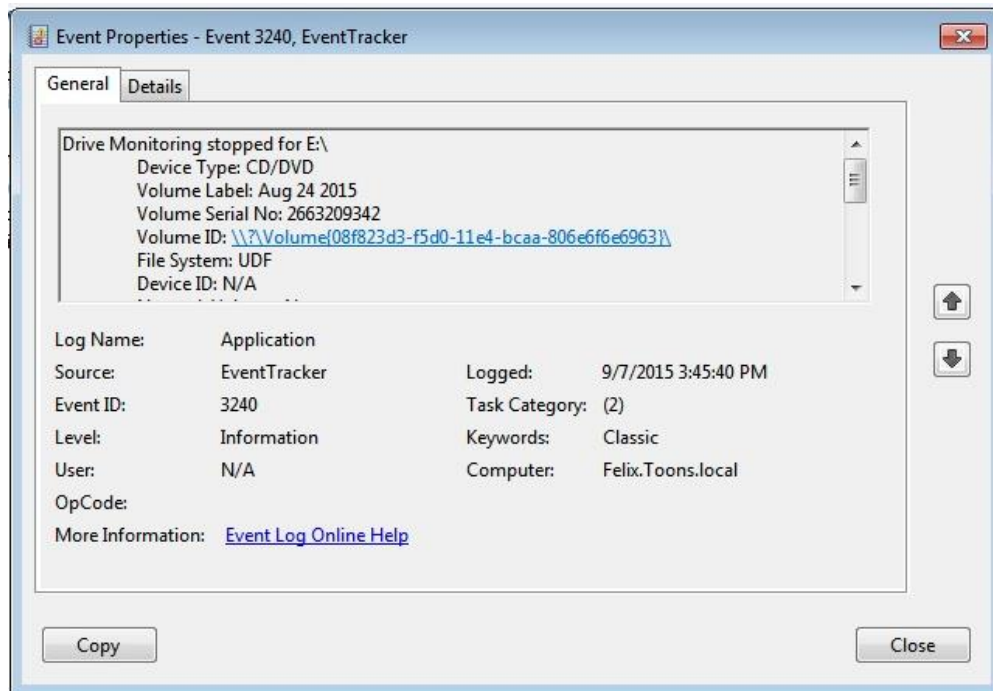 Event Properties - Event 3240, EventTracker
General Details
Drive Monitoring stopped for E:\
Device Type: CD/DVD
Volume Label: Aug 24 2015
Volume Serial No: 2663209342
Volume ID: \\?\Volume{08f823d3-f5d0-11e4-bcaa-806e6f6e6963}\
File System: UDF
Device ID: N/A
Log Name: Application
Source: EventTracker Logged: 9/7/2015 3:45:40 PM
Event ID: 3240 Task Category: (2)
Level: Information Keywords: Classic
User: N/A Computer: Felix.Toons.local
OpCode:
More Information: Event Log Online Help
Copy Close